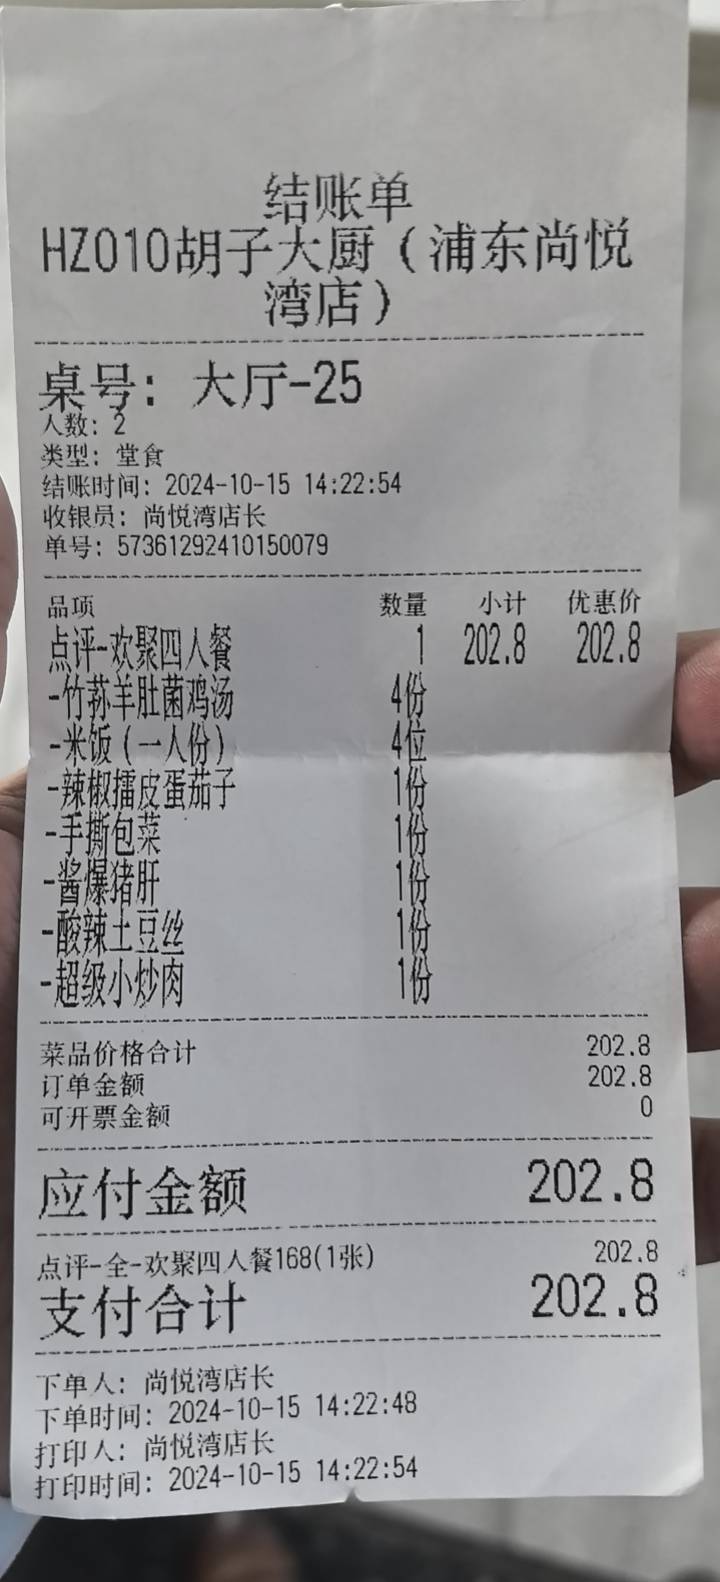 结账单
HZ010胡子大厨（浦东尚悦
湾店）
桌号：大厅-25
人数：2
类型：堂食
结账时间：2024-10-15 14:22:54
收银员：尚悦湾店长
单号：57361292410150079
品项 数量 小计 优惠价
点评-欢聚四人餐 1 202.8 202.8
-竹荪羊肚菌鸡汤 4份
-米饭（一人份） 4位
-辣椒擂皮蛋茄子 1份
-手撕包菜 1份
-酱爆猪肝 1份
-酸辣土豆丝 1份
-超级小炒肉 1份
菜品价格合计 202.8
订单金额 202.8
可开票金额 0
应付金额 202.8
点评-全-欢聚四人餐168(1张) 202.8
支付合计 202.8
下单人：尚悦湾店长
下单时间：2024-10-15 14:22:48
打印人：尚悦湾店长
打印时间：2024-10-15 14:22:54